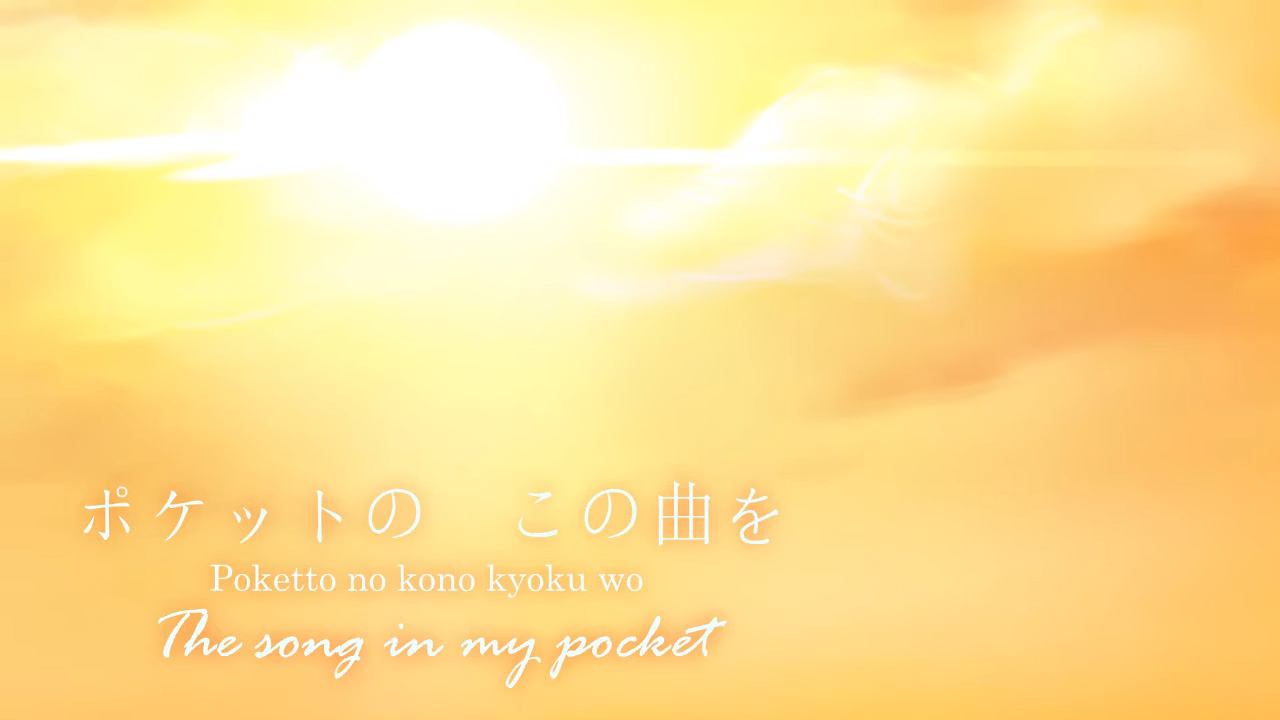 ポケットの　この曲を
Poketto no kono kyoku wo
The song in my pocket